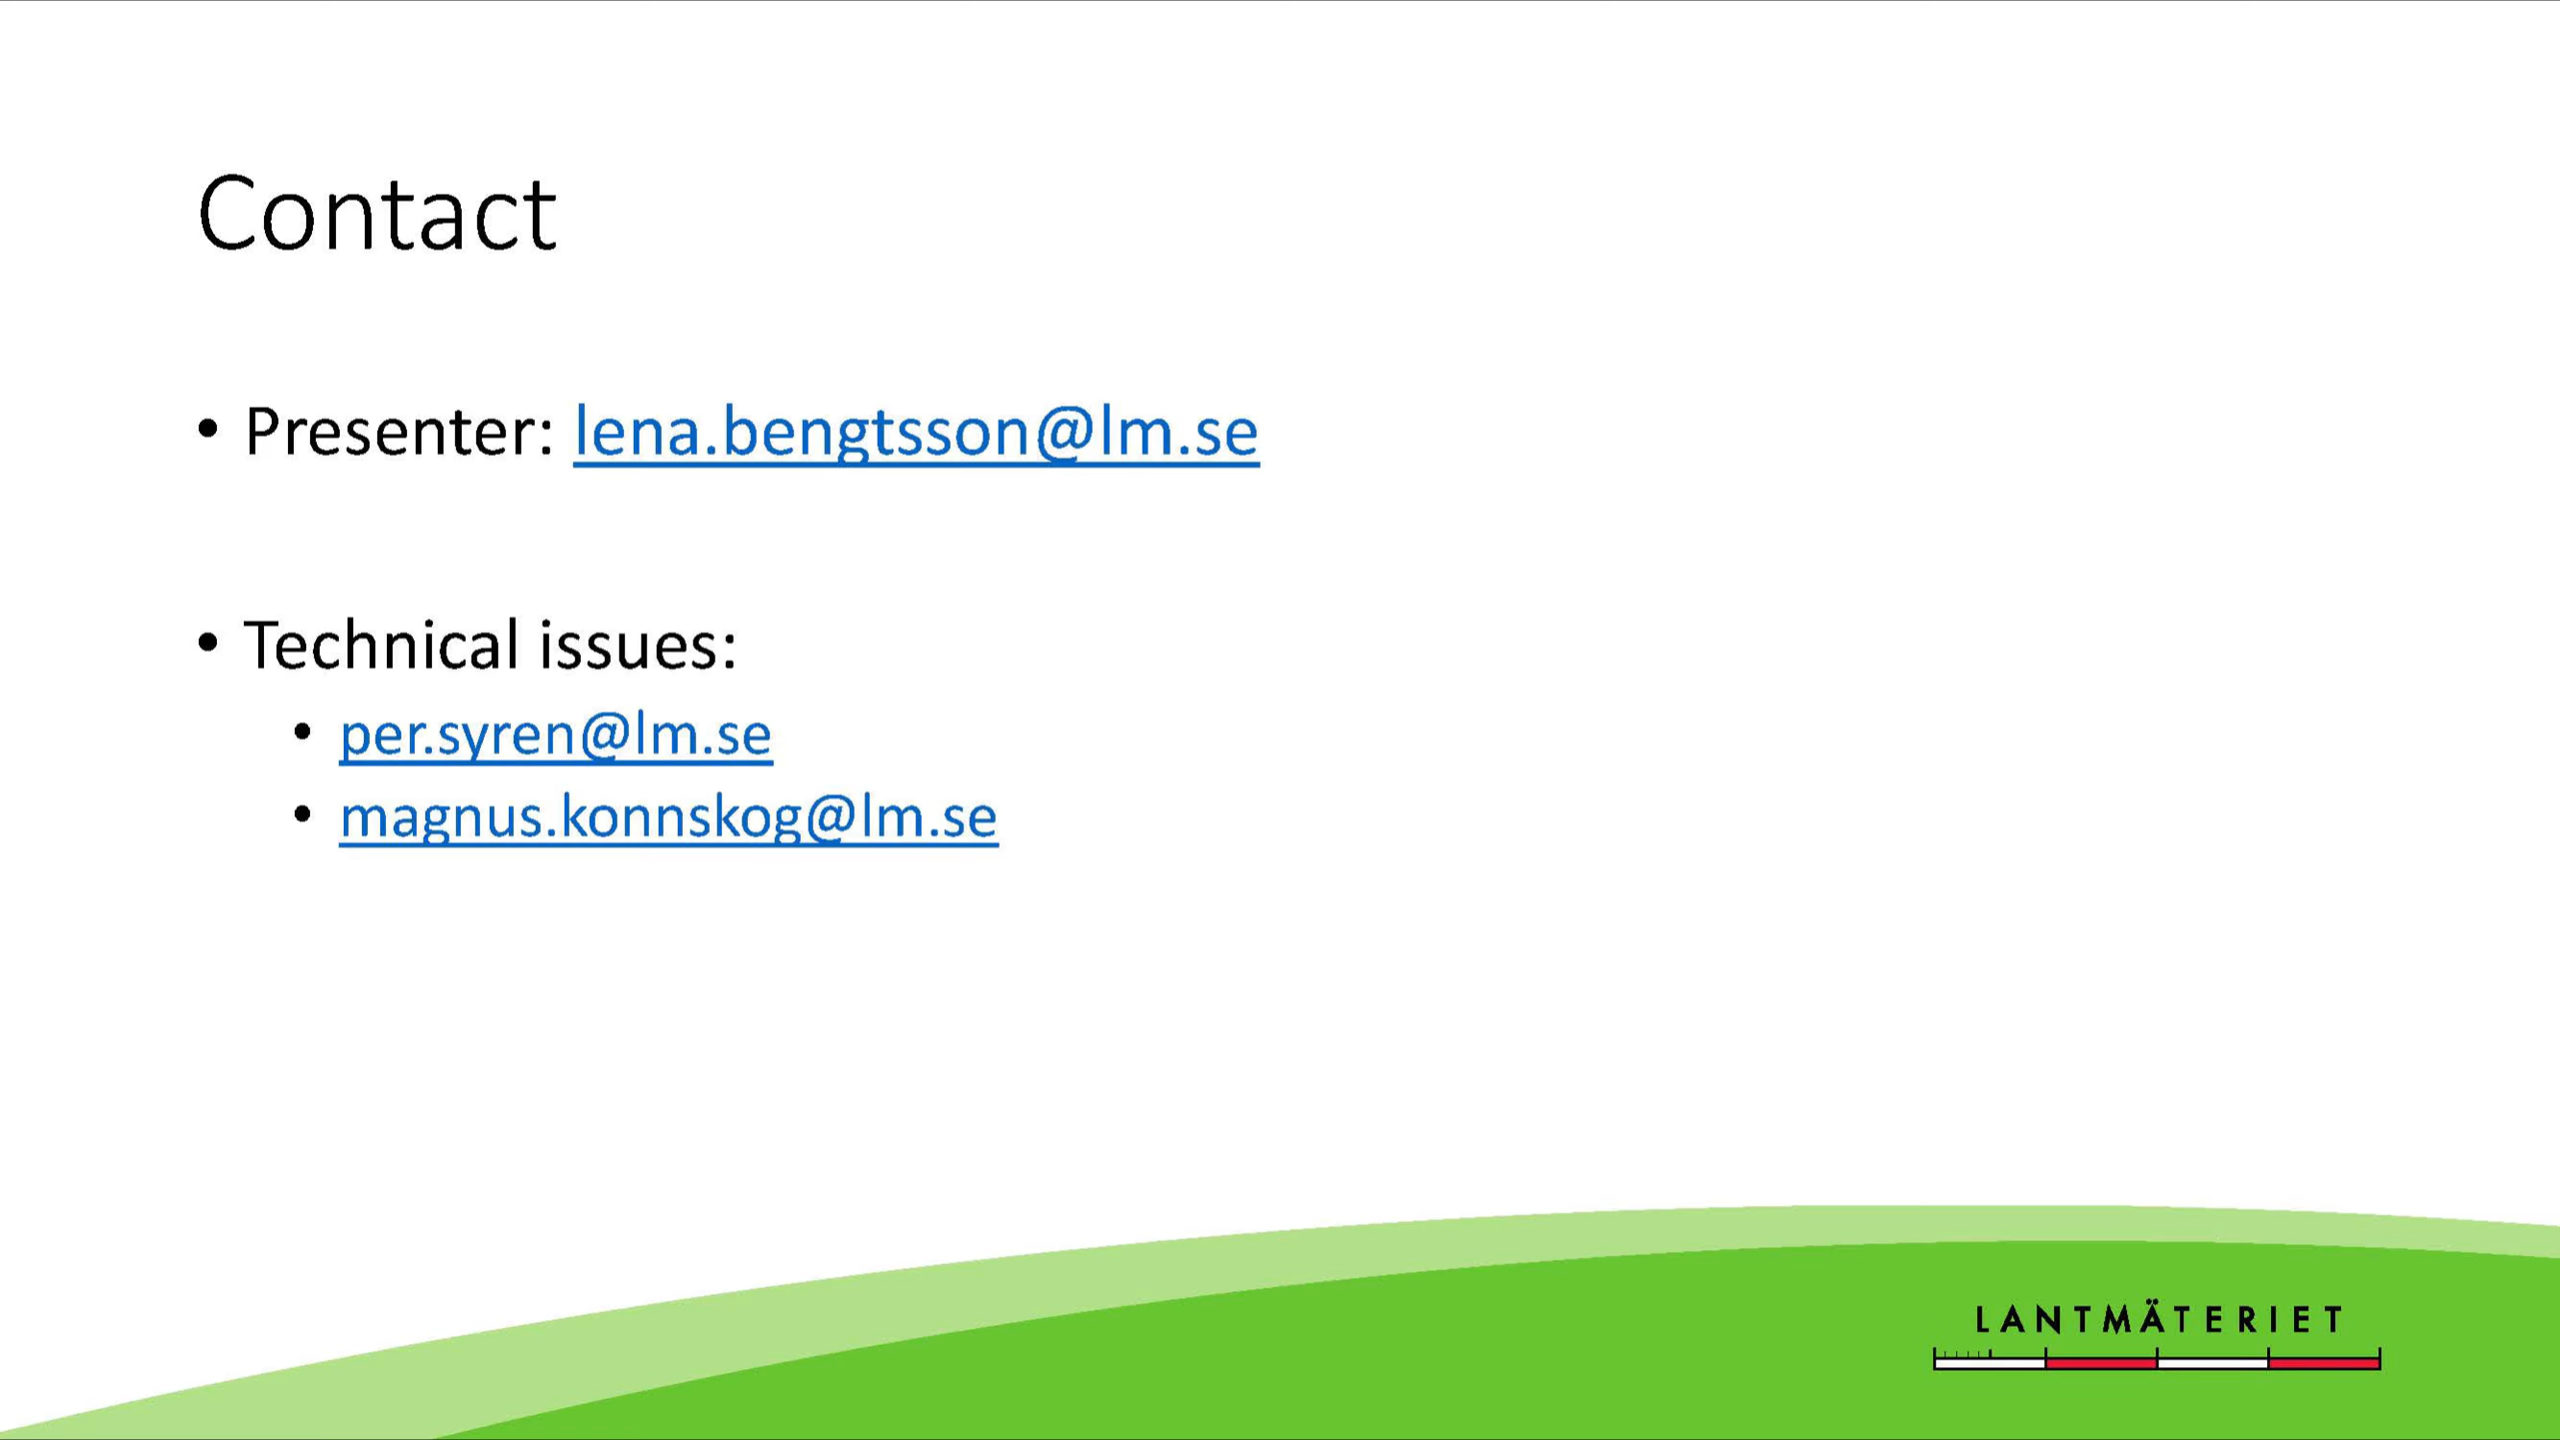 Contact
• Presenter: lena.bengtsson@lm.se
• Technical issues:
• per.syren@lm.se
• magnus.konnskog@lm.se
LANTMÄTERIET